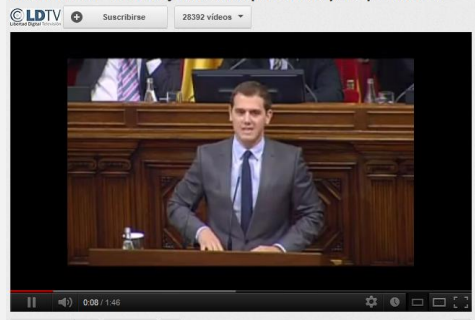 LDTV
Libertad Digital Televisión
Suscribirse
28392 vídeos
0:08 / 1:46